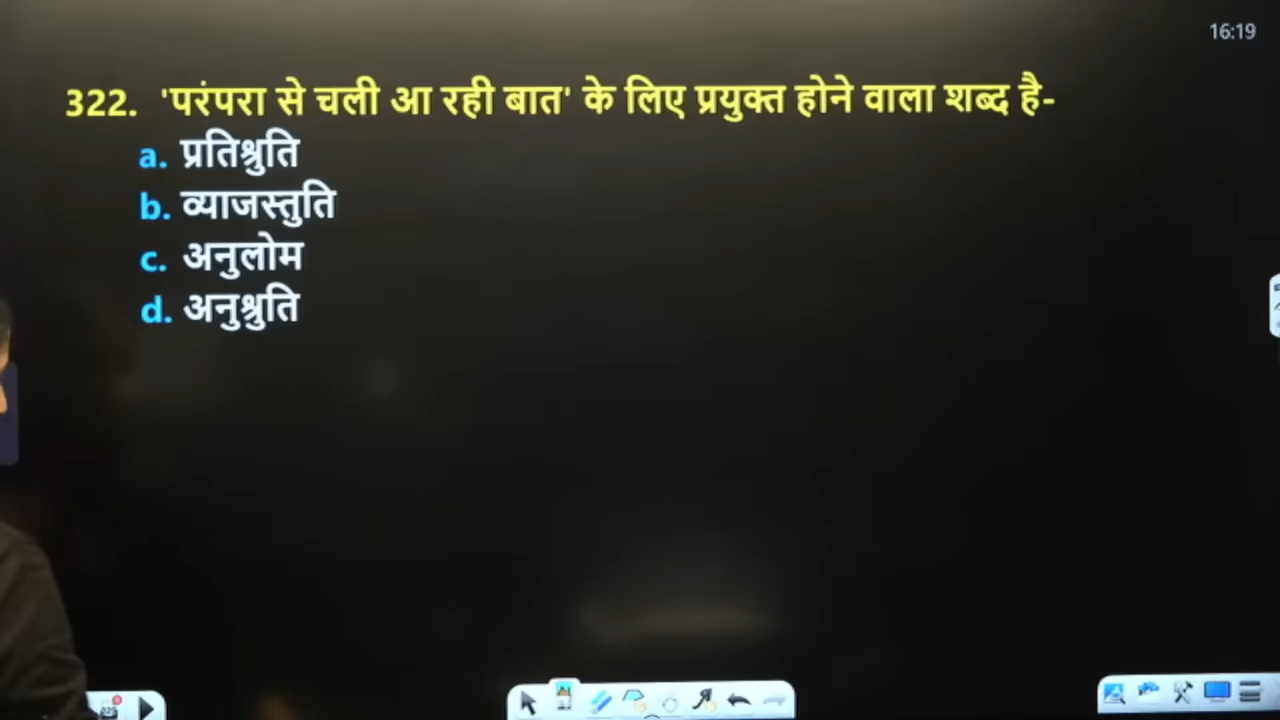 16:19
322. 'परंपरा से चली आ रही बात' के लिए प्रयुक्त होने वाला शब्द है-
a. प्रतिश्रुति
b. व्याजस्तुति
c. अनुलोम
d. अनुश्रुति